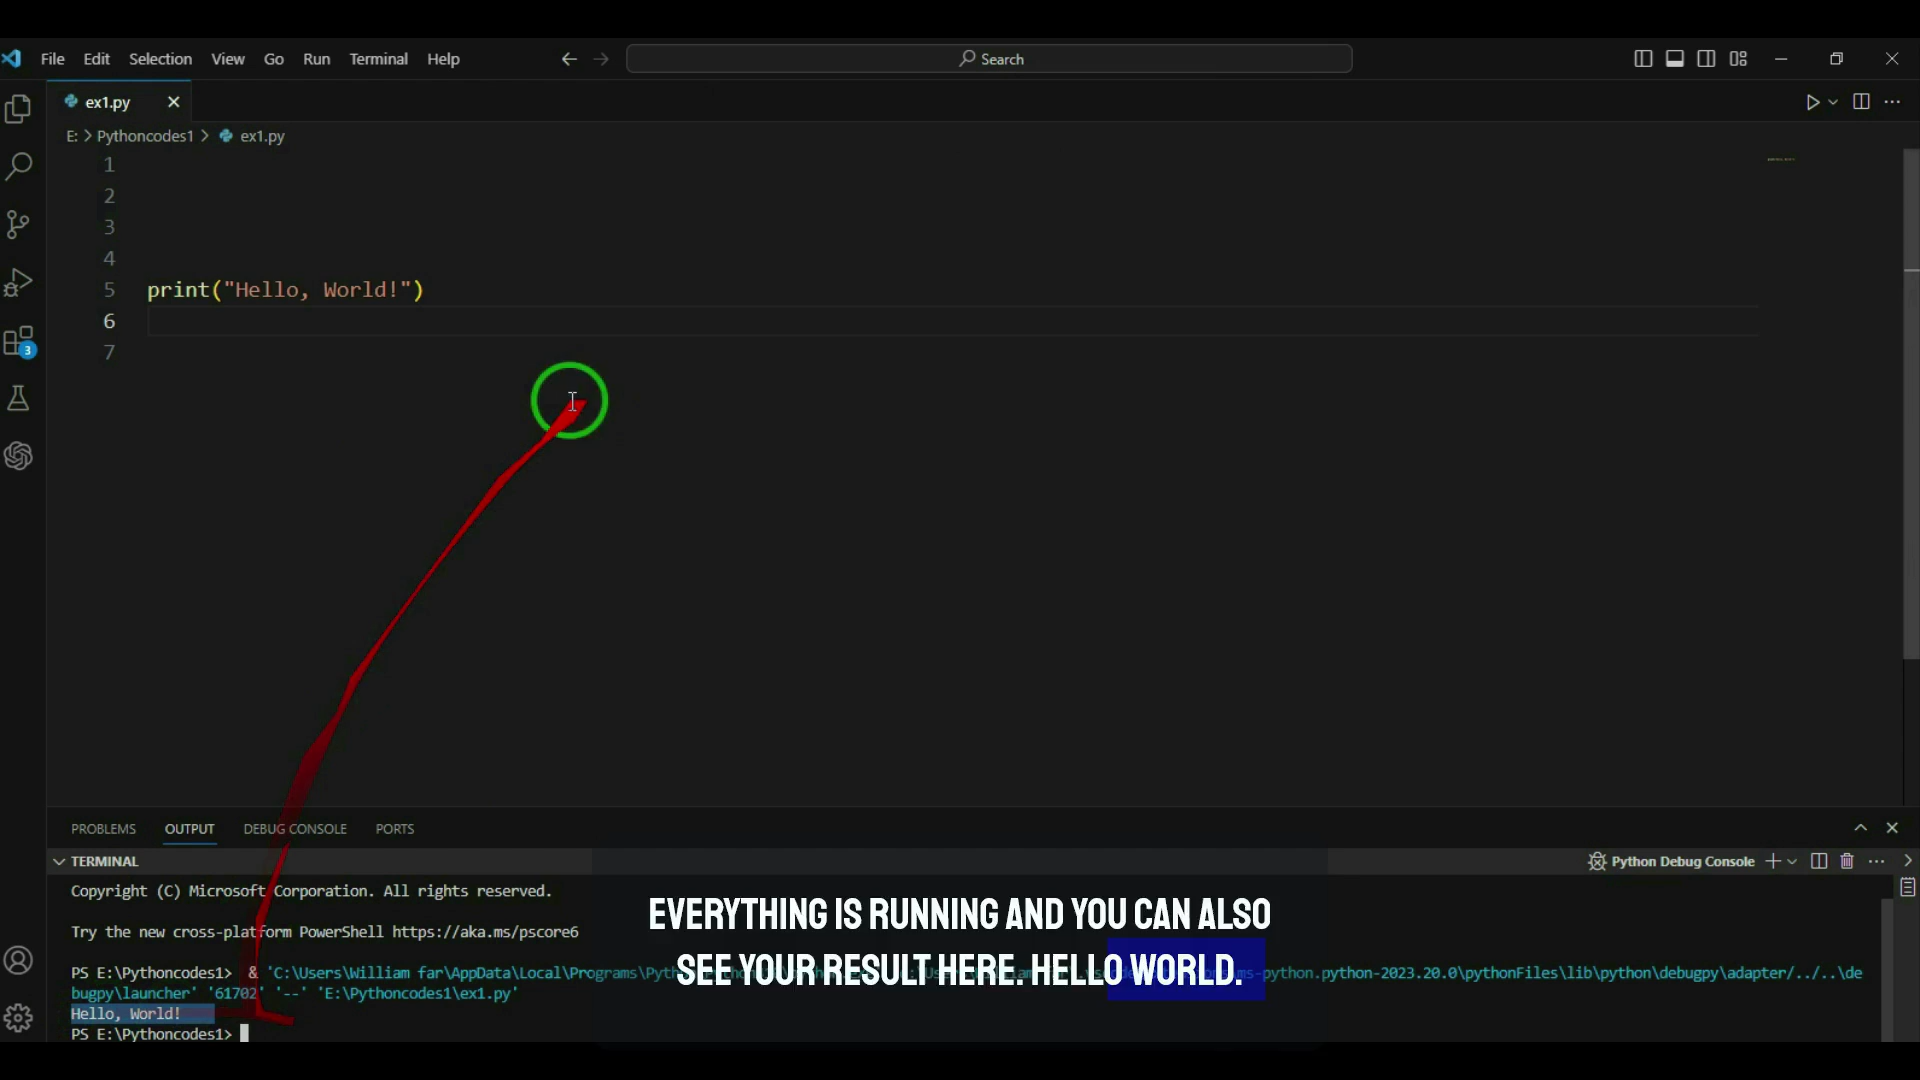 File Edit Selection View Go Run Terminal Help
Search
ex1.py
E: > Pythoncodes1 > ex1.py
1
2
3
4
5 print("Hello, World!")
6
7
3
PROBLEMS OUTPUT DEBUG CONSOLE PORTS
TERMINAL
Python Debug Console
Copyright (C) Microsoft Corporation. All rights reserved.
Try the new cross-platform PowerShell https://aka.ms/pscore6
PS E:\Pythoncodes1> & 'C:\Users\William far\AppData\Local\Programs\Pyth python-2023.20.0\pythonFiles\lib\python\debugpy\adapter/../..\de
bugpy\launcher' '61702' '--' 'E:\Pythoncodes1\ex1.py'
Hello, World!
PS E:\Pythoncodes1>
EVERYTHING IS RUNNING AND YOU CAN ALSO
SEE YOUR RESULT HERE. HELLO WORLD.